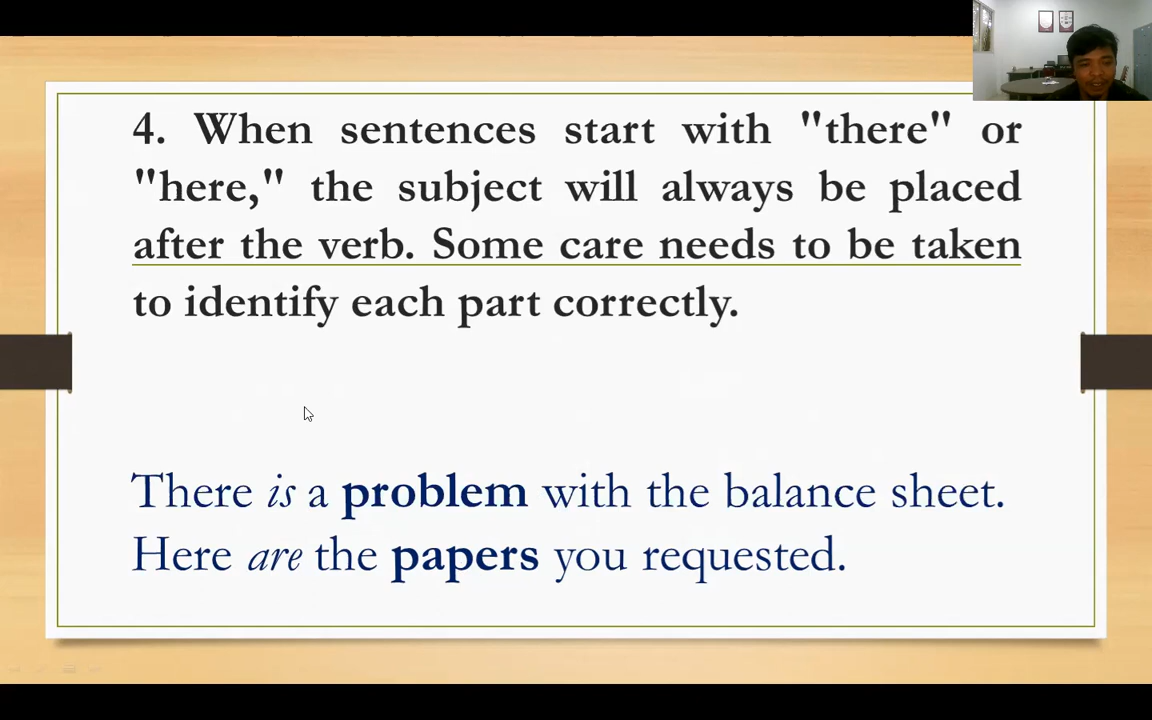 4. When sentences start with "there" or
"here," the subject will always be placed
after the verb. Some care needs to be taken
to identify each part correctly.
There is a problem with the balance sheet.
Here are the papers you requested.